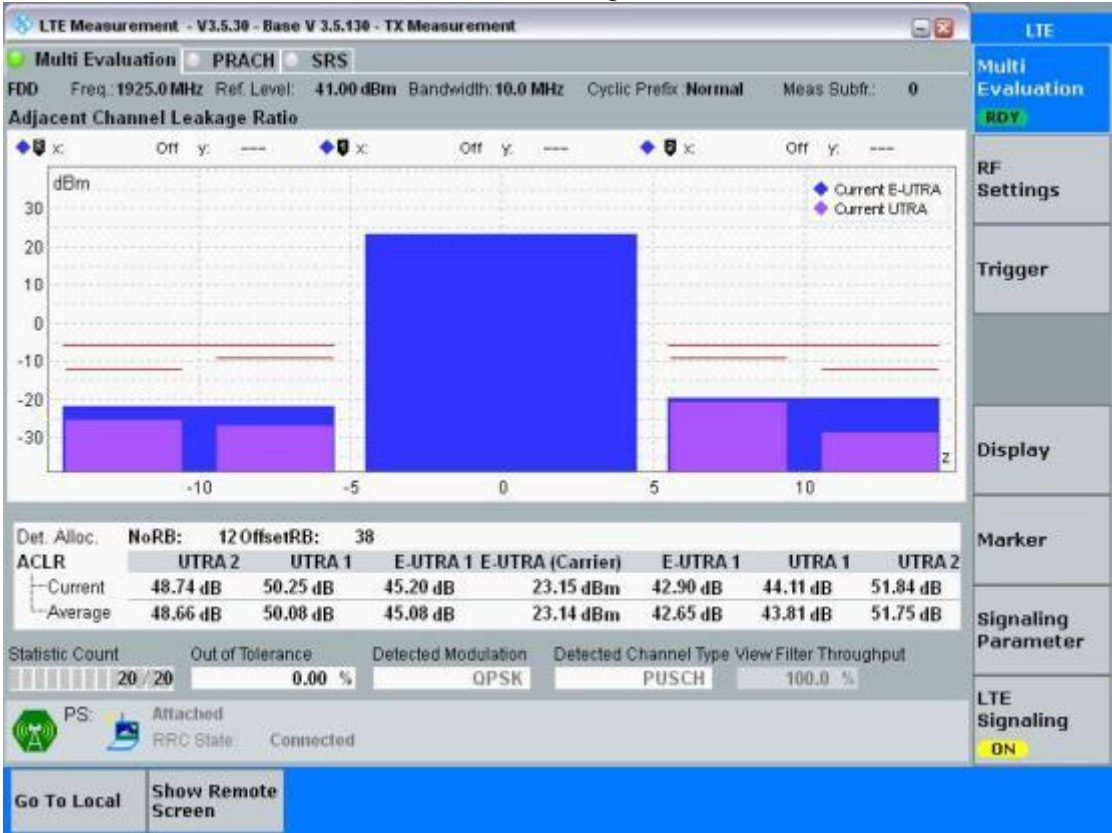 LTE Measurement - V3.5.30 - Base V 3.5.130 - TX Measurement
LTE
Multi Evaluation PRACH SRS
Multi
Evaluation
RDY
FDD Freq.: 1925.0 MHz Ref. Level: 41.00 dBm Bandwidth: 10.0 MHz Cyclic Prefix: Normal Meas Subfr.: 0
Adjacent Channel Leakage Ratio
x: Off y: --- x: Off y: --- x: Off y: ---
dBm
Current E-UTRA
Current UTRA
30
20
10
0
-10
-20
-30
z
-10 -5 0 5 10
RF
Settings
Trigger
Display
Marker
Signaling
Parameter
LTE
Signaling
ON
Det. Alloc. NoRB: 12 OffsetRB: 38
ACLR UTRA 2 UTRA 1 E-UTRA 1 E-UTRA (Carrier) E-UTRA 1 UTRA 1 UTRA 2
Current 48.74 dB 50.25 dB 45.20 dB 23.15 dBm 42.90 dB 44.11 dB 51.84 dB
Average 48.66 dB 50.08 dB 45.08 dB 23.14 dBm 42.65 dB 43.81 dB 51.75 dB
Statistic Count Out of Tolerance Detected Modulation Detected Channel Type View Filter Throughput
20 / 20 0.00 % QPSK PUSCH 100.0 %
PS: Attached
RRC State: Connected
Go To Local
Show Remote
Screen